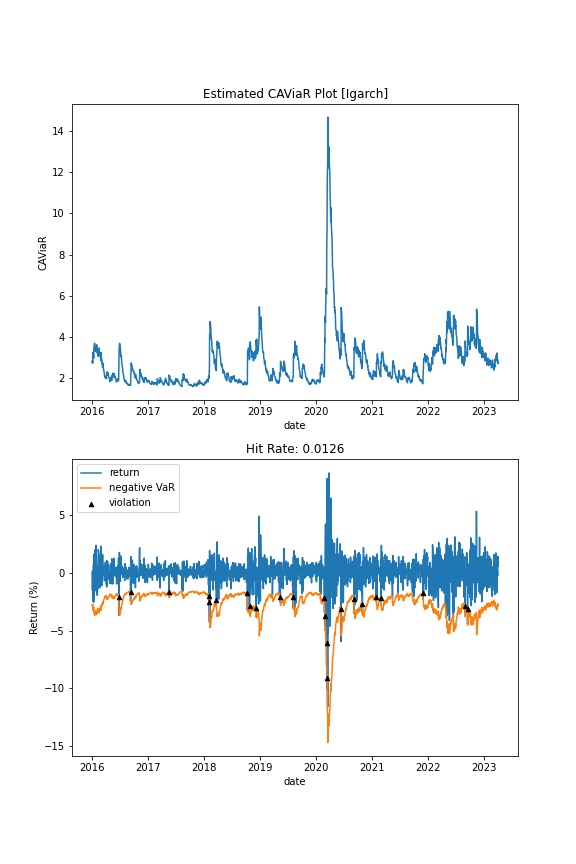 Estimated CAViaR Plot [Igarch]
14
12
10
8
6
4
2
CAViaR
2016 2017 2018 2019 2020 2021 2022 2023
date
Hit Rate: 0.0126
return
negative VaR
violation
5
0
−5
−10
−15
Return (%)
2016 2017 2018 2019 2020 2021 2022 2023
date